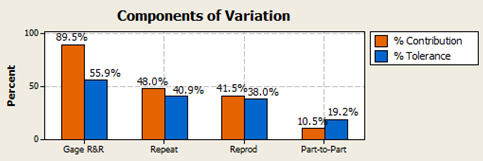 Components of Variation
% Contribution
% Tolerance
Percent
100
50
0
89.5%
55.9%
48.0%
40.9%
41.5%
38.0%
10.5%
19.2%
Gage R&R
Repeat
Reprod
Part-to-Part